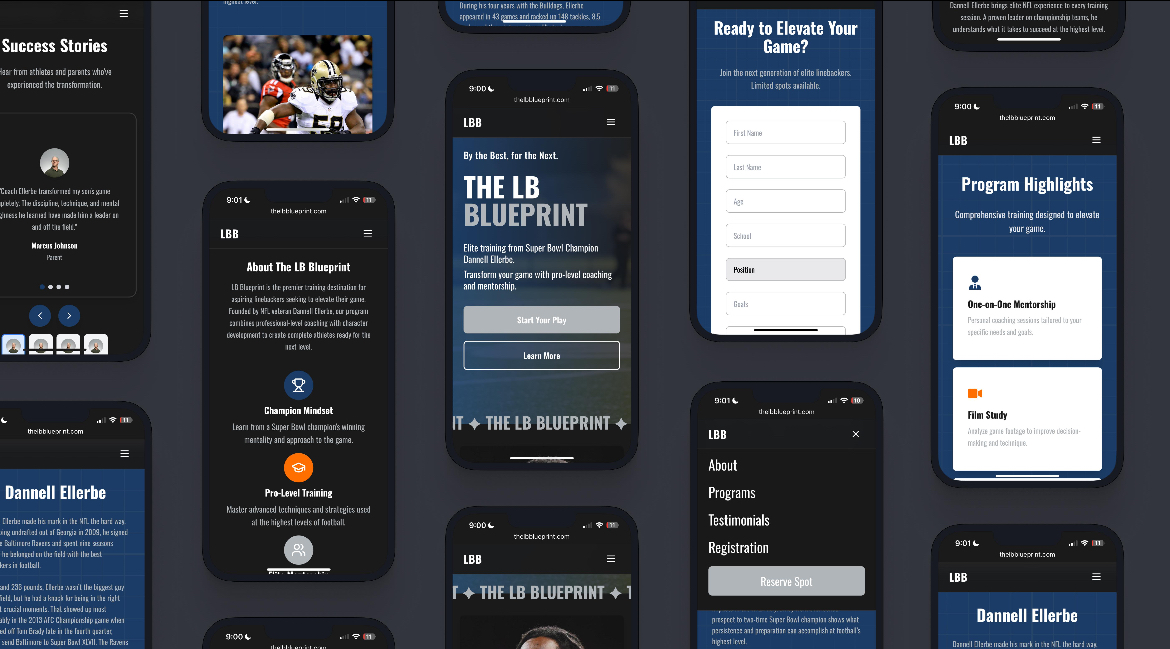 Success Stories
Hear from athletes and parents who've
experienced the transformation.
"Coach Ellerbe transformed my son's game
The discipline, technique, and mental
he learned have made him a leader on
and off the field."
Marcus Johnson
Parent
thelbblueprint.com
Dannell Ellerbe
Ellerbe made his mark in the NFL the hard way.
undrafted out of Georgia in 2009, he signed
Baltimore Ravens and spent nine seasons
he belonged on the field with the best
in football.
and 236 pounds, Ellerbe wasn't the biggest guy
field, but he had a knack for being in the right
crucial moments. That showed up most
in the 2013 AFC Championship game when
off Tom Brady late in the fourth quarter,
send Baltimore to Super Bowl XLVII. The Ravens
highest level.
9:01
11
thelbblueprint.com
LBB
About The LB Blueprint
LB Blueprint is the premier training destination for
aspiring linebackers seeking to elevate their game.
Founded by NFL veteran Dannell Ellerbe, our program
combines professional-level coaching with character
development to create complete athletes ready for the
next level.
Champion Mindset
Learn from a Super Bowl champion's winning
mentality and approach to the game.
Pro-Level Training
Master advanced techniques and strategies used
at the highest levels of football.
9:00
11
thelbblueprint.com
During his four years with the Bulldogs, Ellerbe
appeared in 43 games and racked up 148 tackles, 8.5
9:00
11
thelbblueprint.com
LBB
By the Best. for the Next.
THE LB
BLUEPRINT
Elite training from Super Bowl Champion
Dannell Ellerbe.
Transform your game with pro-level coaching
and mentorship.
Start Your Play
Learn More
THE LB BLUEPRINT
9:00
11
thelbblueprint.com
LBB
THE LB BLUEPRINT
Ready to Elevate Your
Game?
Join the next generation of elite linebackers.
Limited spots available.
First Name
Last Name
Age
School
Position
Goals
9:01
10
thelbblueprint.com
LBB
About
Programs
Testimonials
Registration
Reserve Spot
prospect to two-time Super Bowl champion shows what
persistence and preparation can accomplish at football's
highest level.
Dannell Ellerbe brings elite NFL experience to every training
session. A proven leader on championship teams, he
understands what it takes to succeed at the highest level.
9:00
11
thelbblueprint.com
LBB
Program Highlights
Comprehensive training designed to elevate
your game.
One-on-One Mentorship
Personal coaching sessions tailored to your
specific needs and goals.
Film Study
Analyze game footage to improve decision-
making and technique.
9:01
11
thelbblueprint.com
LBB
Dannell Ellerbe
Dannell Ellerbe made his mark in the NFL the hard way.